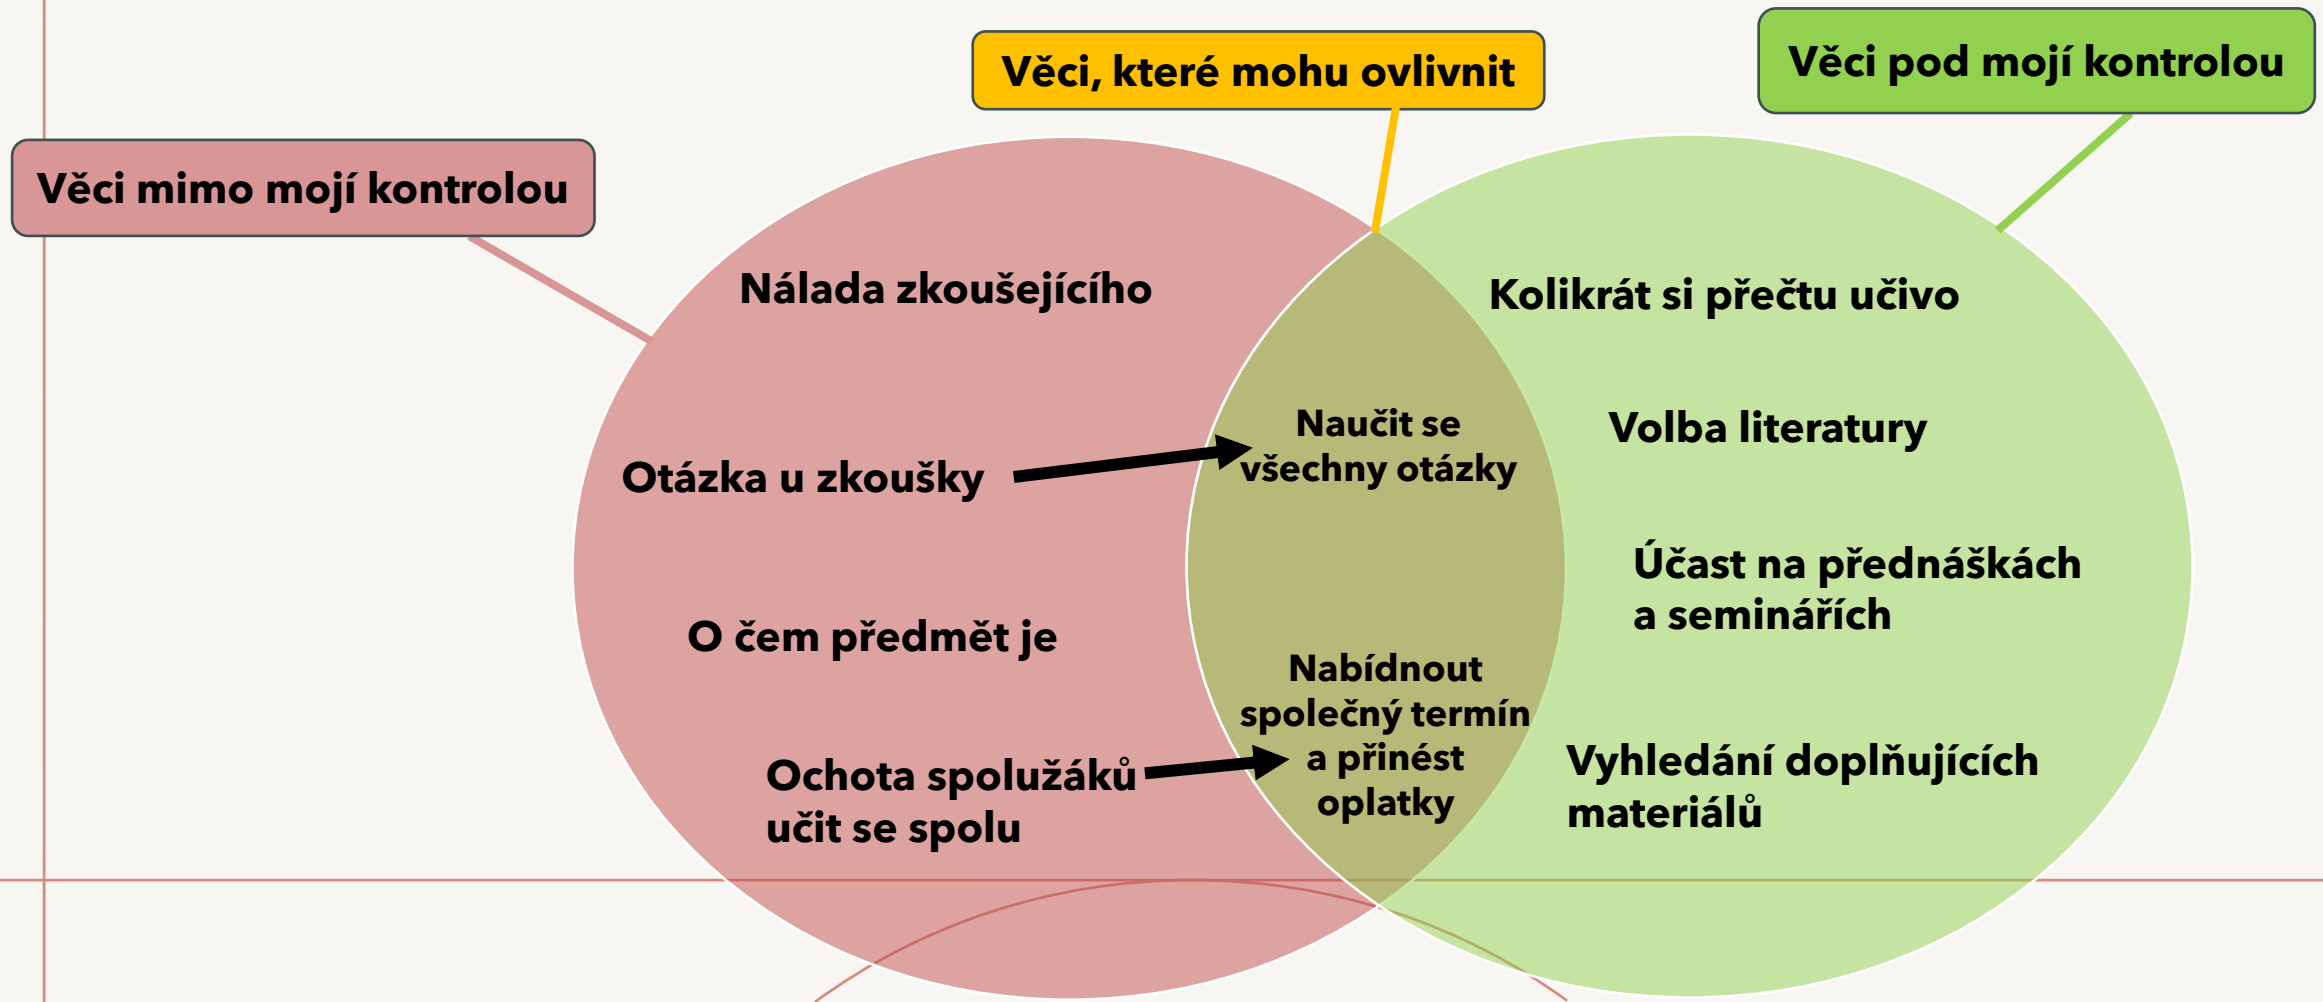 Věci, které mohu ovlivnit
Věci pod mojí kontrolou
Věci mimo mojí kontrolou
Nálada zkoušejícího
Otázka u zkoušky
O čem předmět je
Ochota spolužáků
učit se spolu
Naučit se
všechny otázky
Nabídnout
společný termín
a přinést
oplatky
Kolikrát si přečtu učivo
Volba literatury
Účast na přednáškách
a seminářích
Vyhledání doplňujících
materiálů